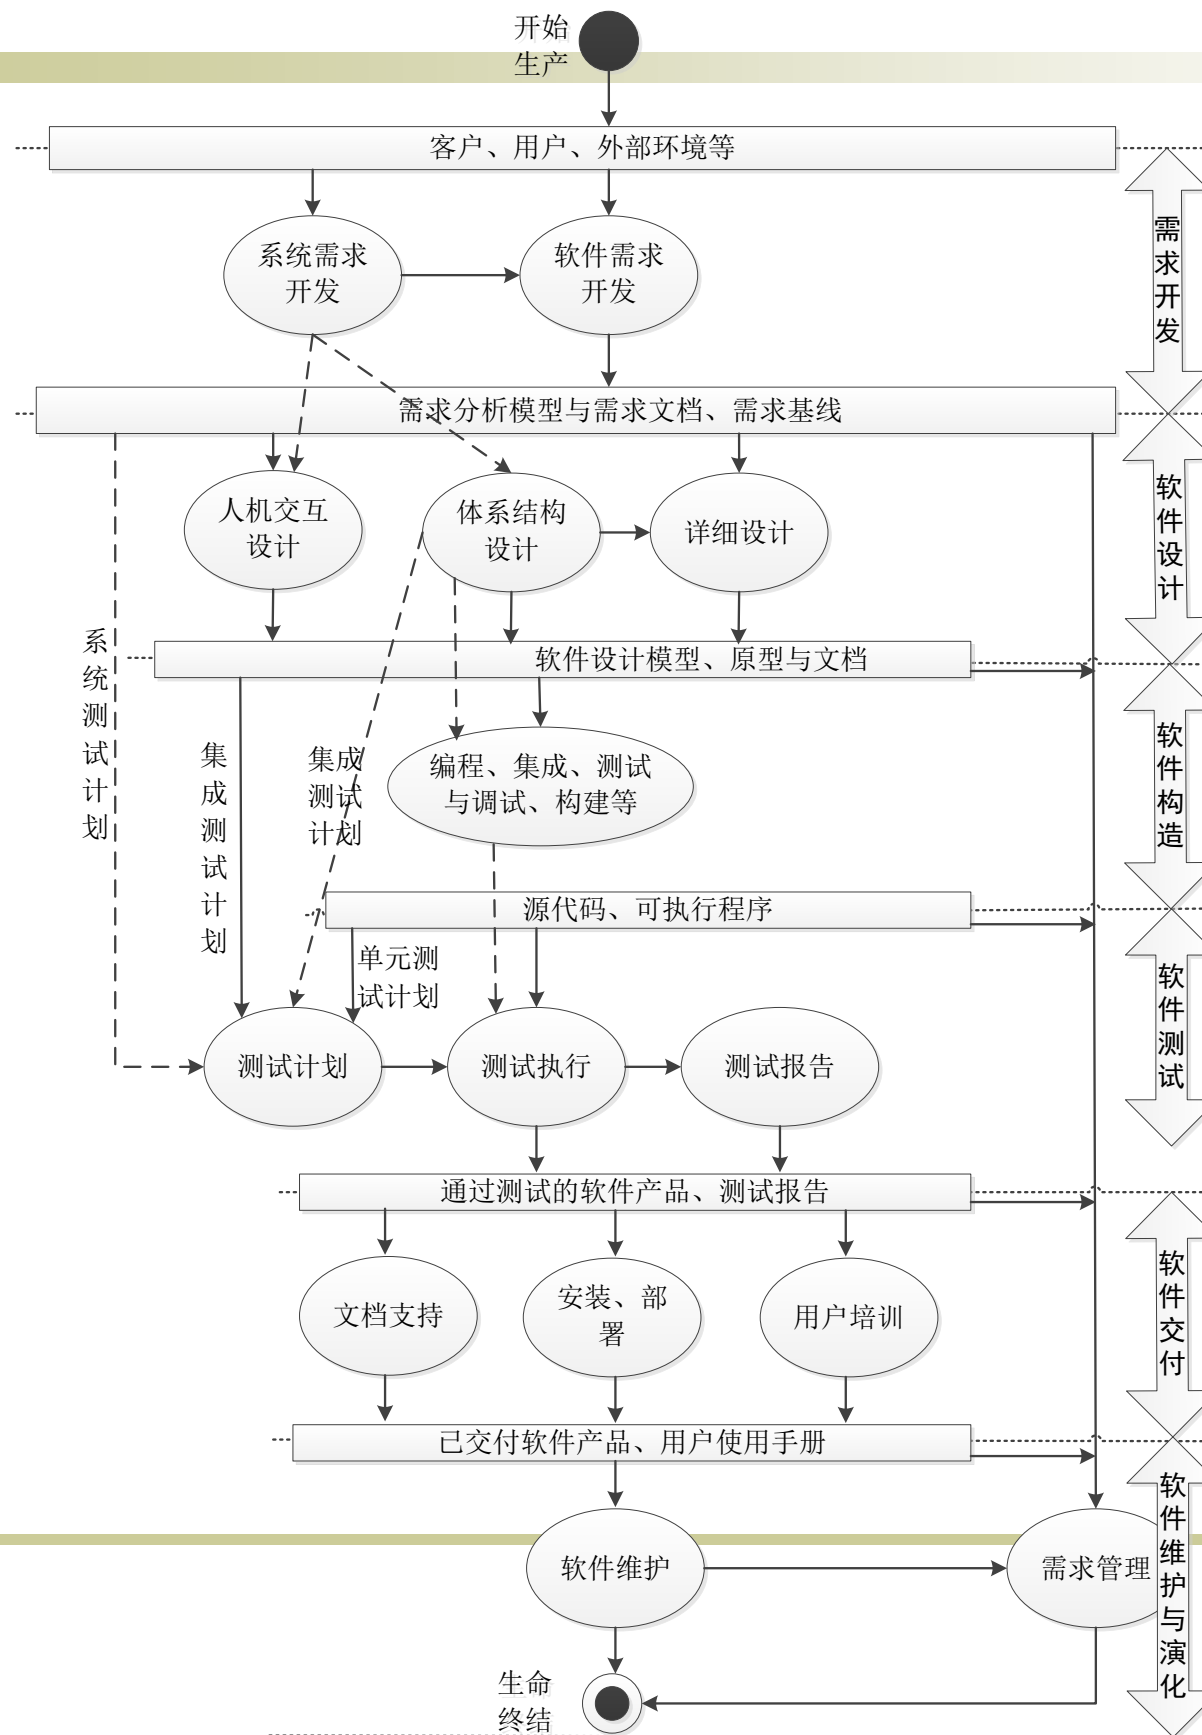 开始
生产
客户、用户、外部环境等
系统需求
开发
软件需求
开发
需求开发
需求分析模型与需求文档、需求基线
人机交互
设计
体系结构
设计
详细设计
软件设计
系统测试计划
软件设计模型、原型与文档
集成测试计划
集成
测试
计划
编程、集成、测试
与调试、构建等
软件构造
源代码、可执行程序
单元测
试计划
测试计划
测试执行
测试报告
软件测试
通过测试的软件产品、测试报告
文档支持
安装、部
署
用户培训
软件交付
已交付软件产品、用户使用手册
软件维护
需求管理
软件维护与演化
生命
终结